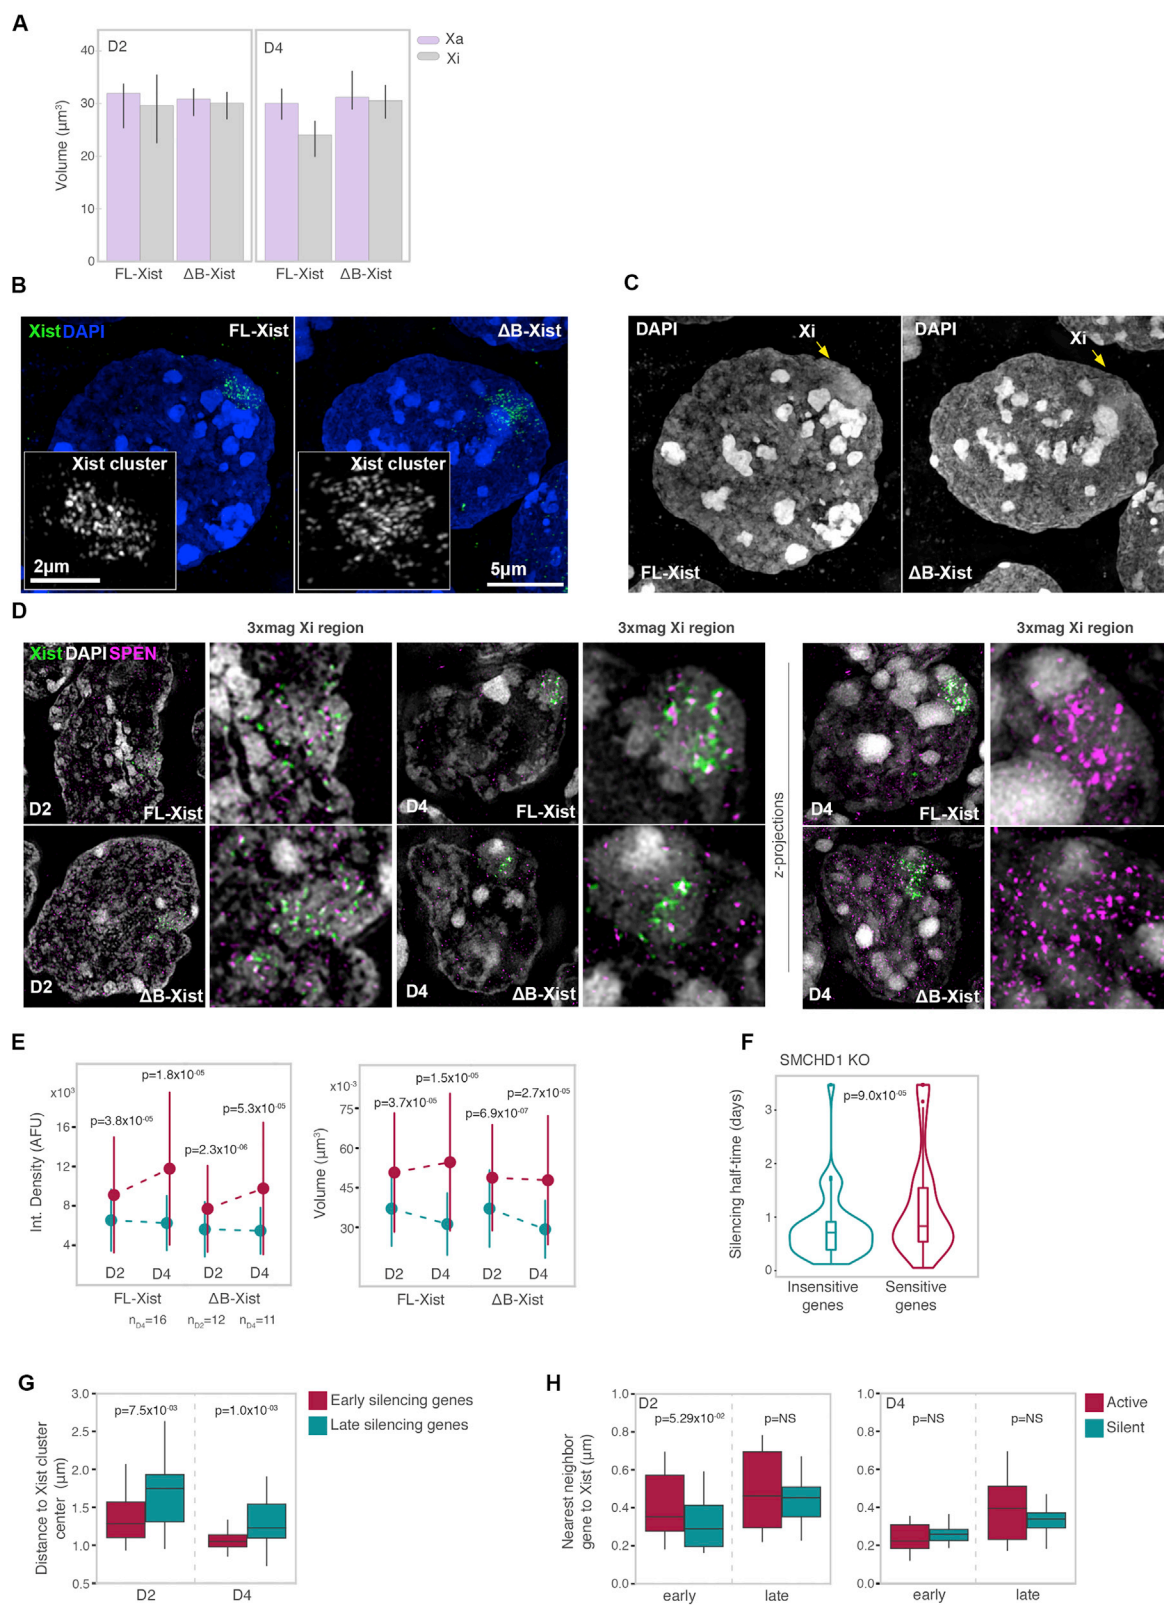 A
D2
D4
Xa
Xi
Volume (µm³)
40
30
20
10
0
FL-Xist
ΔB-Xist
FL-Xist
ΔB-Xist
B
XistDAPI
FL-Xist
ΔB-Xist
Xist cluster
Xist cluster
2µm
5µm
C
DAPI
Xi
DAPI
Xi
FL-Xist
ΔB-Xist
D
3xmag Xi region
3xmag Xi region
3xmag Xi region
XistDAPISPEN
D2
FL-Xist
D4
FL-Xist
D4
FL-Xist
z-projections
D2
ΔB-Xist
D4
ΔB-Xist
D4
ΔB-Xist
E
x10³
p=1.8x10⁻⁰⁵
p=3.8x10⁻⁰⁵
p=5.3x10⁻⁰⁵
p=2.3x10⁻⁰⁶
Int. Density (AFU)
16
12
8
4
D2
D4
D2
D4
FL-Xist
ΔB-Xist
n_D4=16
n_D2=12
n_D4=11
x10⁻³
p=1.5x10⁻⁰⁵
p=3.7x10⁻⁰⁵
p=2.7x10⁻⁰⁵
p=6.9x10⁻⁰⁷
Volume (µm³)
75
60
45
30
D2
D4
D2
D4
FL-Xist
ΔB-Xist
F
SMCHD1 KO
p=9.0x10⁻⁰⁵
Silencing half-time (days)
3
2
1
0
Insensitive
genes
Sensitive
genes
G
p=7.5x10⁻⁰³
p=1.0x10⁻⁰³
Early silencing genes
Late silencing genes
Distance to Xist cluster
center (µm)
3.0
2.5
2.0
1.5
1.0
0.5
D2
D4
H
D2
p=5.29x10⁻⁰²
p=NS
Nearest neighbor
gene to Xist (µm)
1.0
0.8
0.6
0.4
0.2
0.0
early
late
D4
p=NS
p=NS
Active
Silent
1.0
0.8
0.6
0.4
0.2
0.0
early
late